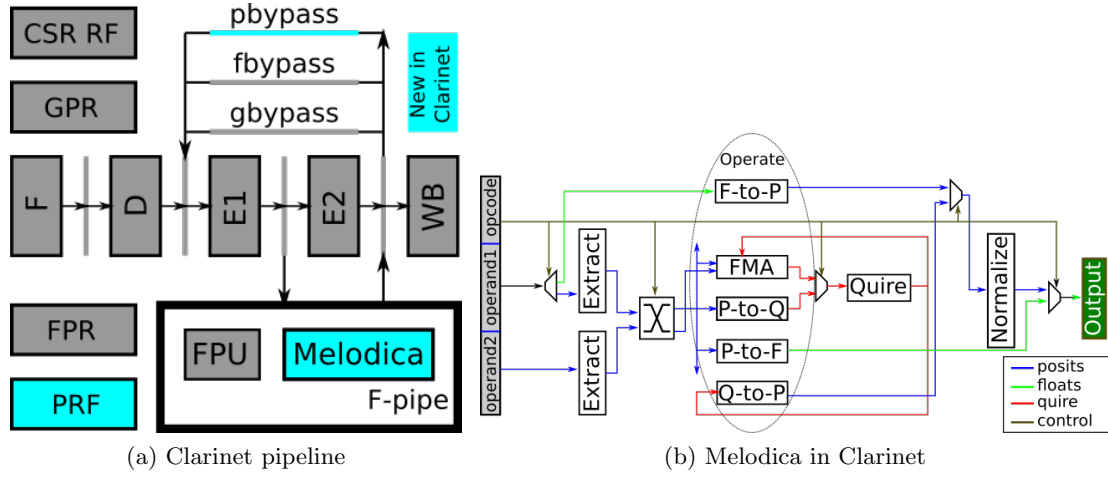 CSR RF
GPR
pbypass
fbypass
gbypass
New in
Clarinet
F
D
E1
E2
WB
FPR
PRF
FPU
Melodica
F-pipe
(a) Clarinet pipeline
opcode
operand1
operand2
Extract
Extract
Operate
F-to-P
FMA
P-to-Q
P-to-F
Q-to-P
Quire
Normalize
Output
posits
floats
quire
control
(b) Melodica in Clarinet